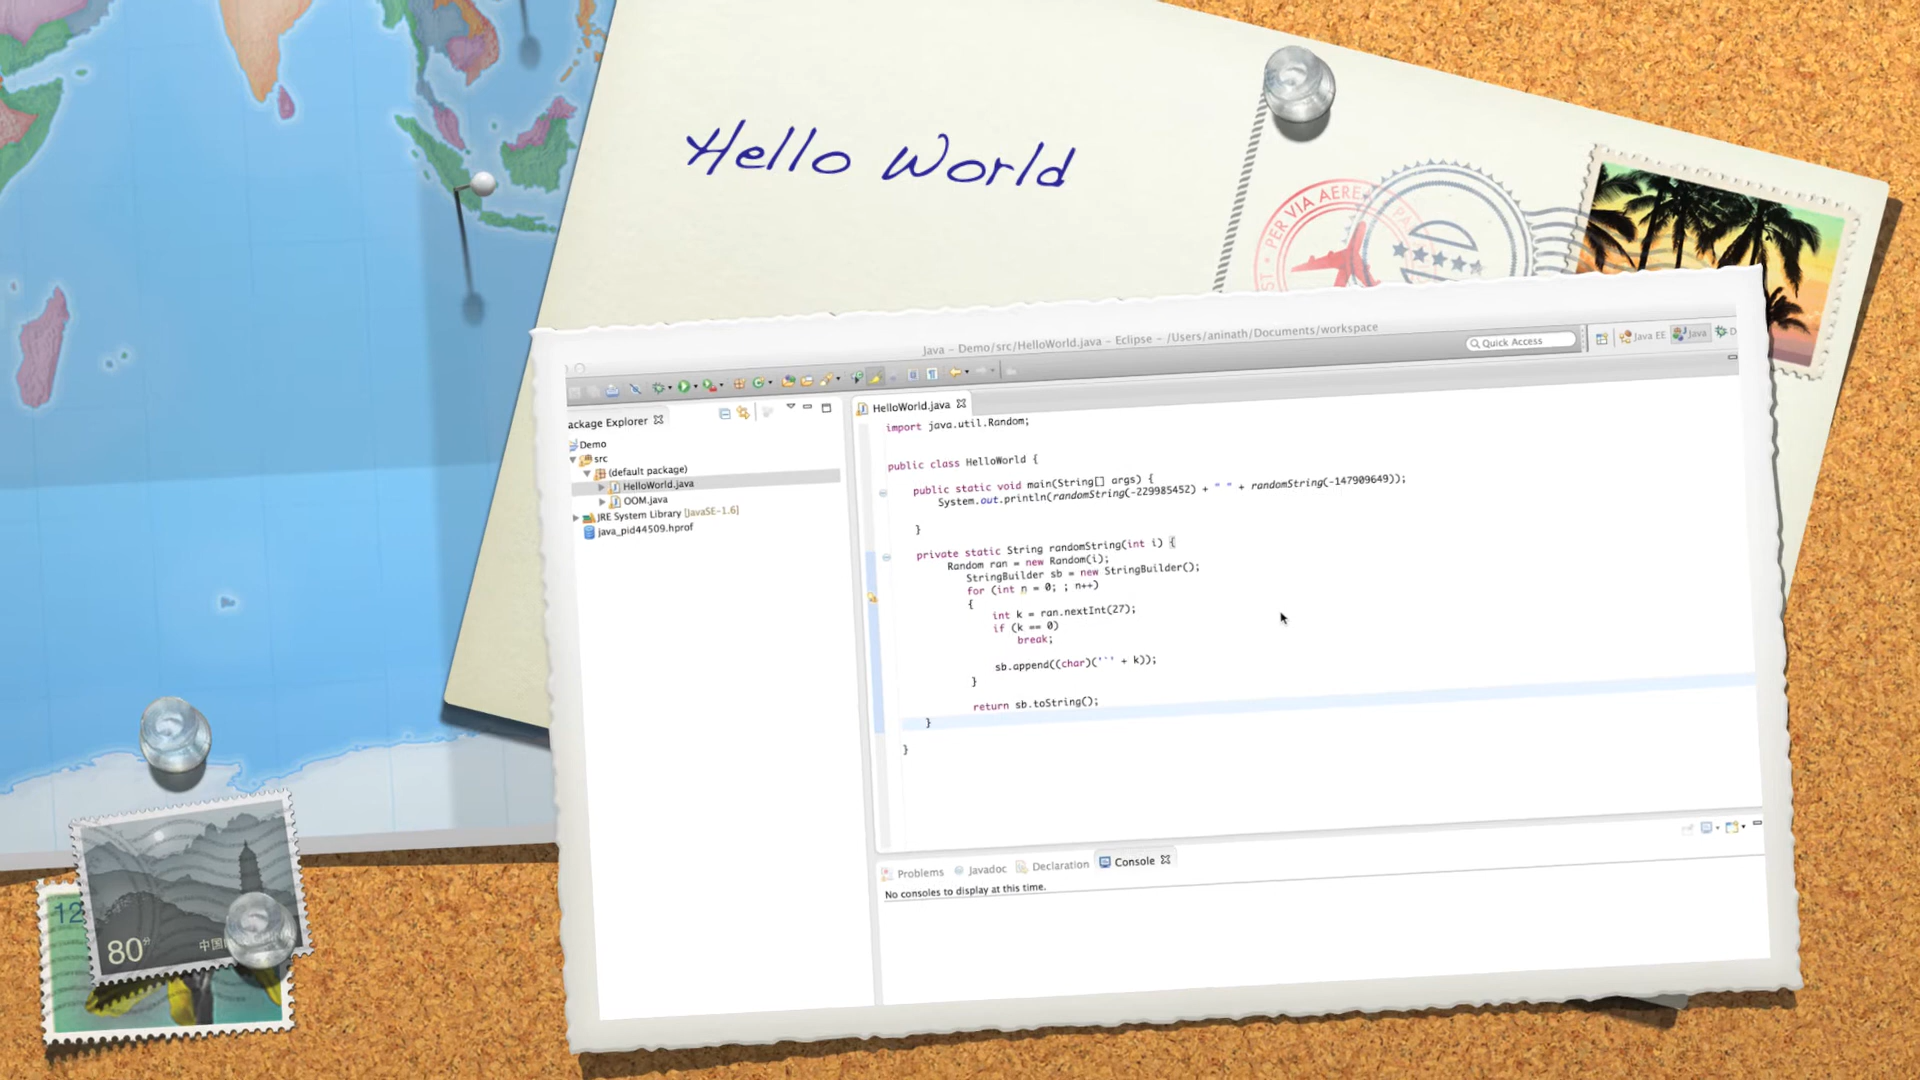 Hello World
PER VIA AEREA
Java – Demo/src/HelloWorld.java – Eclipse – /Users/aninath/Documents/workspace
Quick Access
Java EE
Java
ackage Explorer
Demo
src
(default package)
HelloWorld.java
OOM.java
JRE System Library [JavaSE-1.6]
java_pid44509.hprof
HelloWorld.java
import java.util.Random;
public class HelloWorld {
public static void main(String[] args) {
System.out.println(randomString(-229985452) + " " + randomString(-147909649));
}
private static String randomString(int i) {
Random ran = new Random(i);
StringBuilder sb = new StringBuilder();
for (int n = 0; ; n++)
{
int k = ran.nextInt(27);
if (k == 0)
break;
sb.append((char)('`' + k));
}
return sb.toString();
}
}
Problems
Javadoc
Declaration
Console
No consoles to display at this time.
12
80
中国